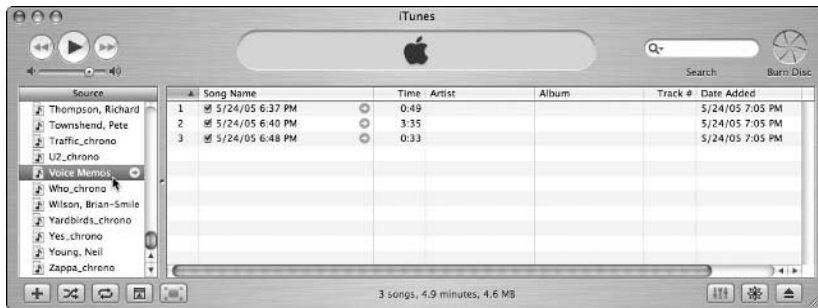 iTunes
Search
Burn Disc
Source
Song Name Time Artist Album Track # Date Added
Thompson, Richard
Townshend, Pete
Traffic_chrono
U2_chrono
Voice Memos
Who_chrono
Wilson, Brian-Smile
Yardbirds_chrono
Yes_chrono
Young, Neil
Zappa_chrono
1 5/24/05 6:37 PM 0:49 5/24/05 7:05 PM
2 5/24/05 6:40 PM 3:35 5/24/05 7:05 PM
3 5/24/05 6:48 PM 0:33 5/24/05 7:05 PM
3 songs, 4.9 minutes, 4.6 MB